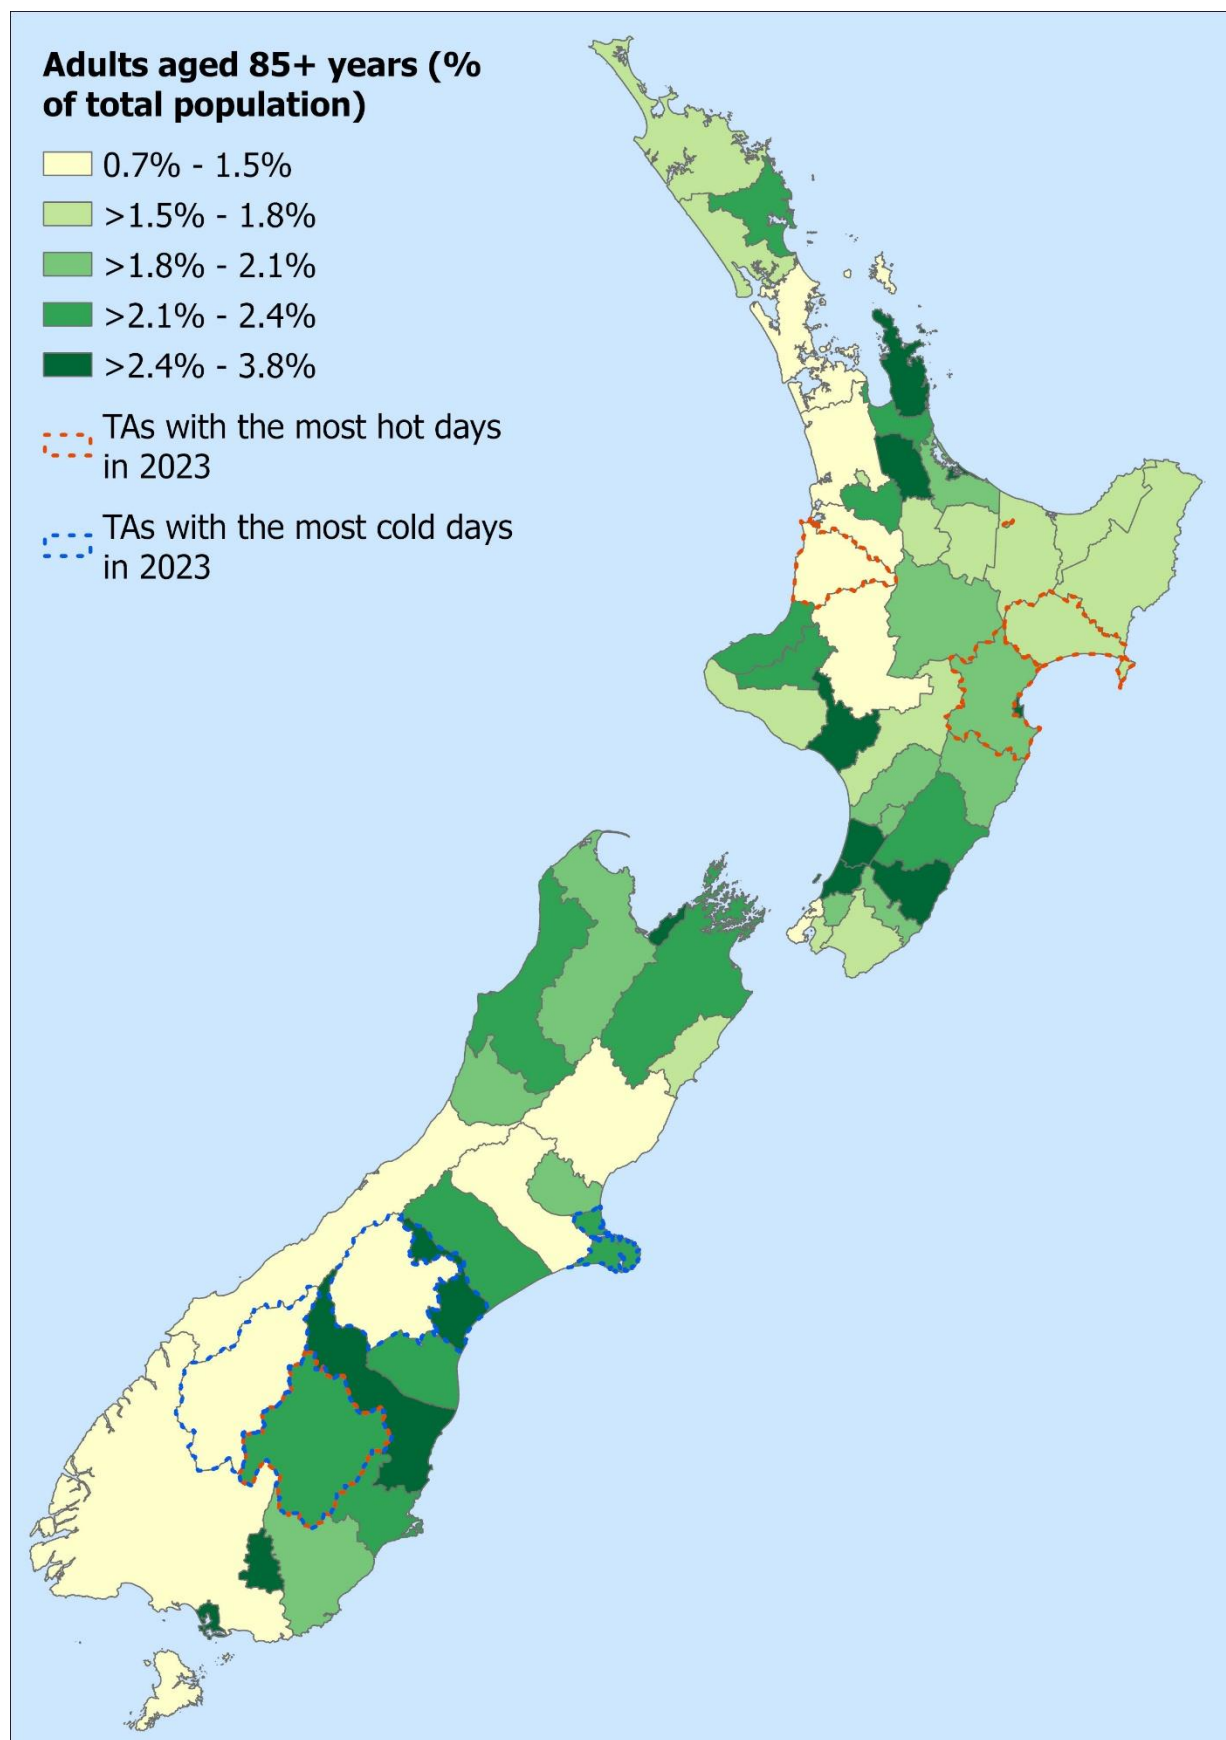 Adults aged 85+ years (%
of total population)
0.7% - 1.5%
>1.5% - 1.8%
>1.8% - 2.1%
>2.1% - 2.4%
>2.4% - 3.8%
TAs with the most hot days
in 2023
TAs with the most cold days
in 2023